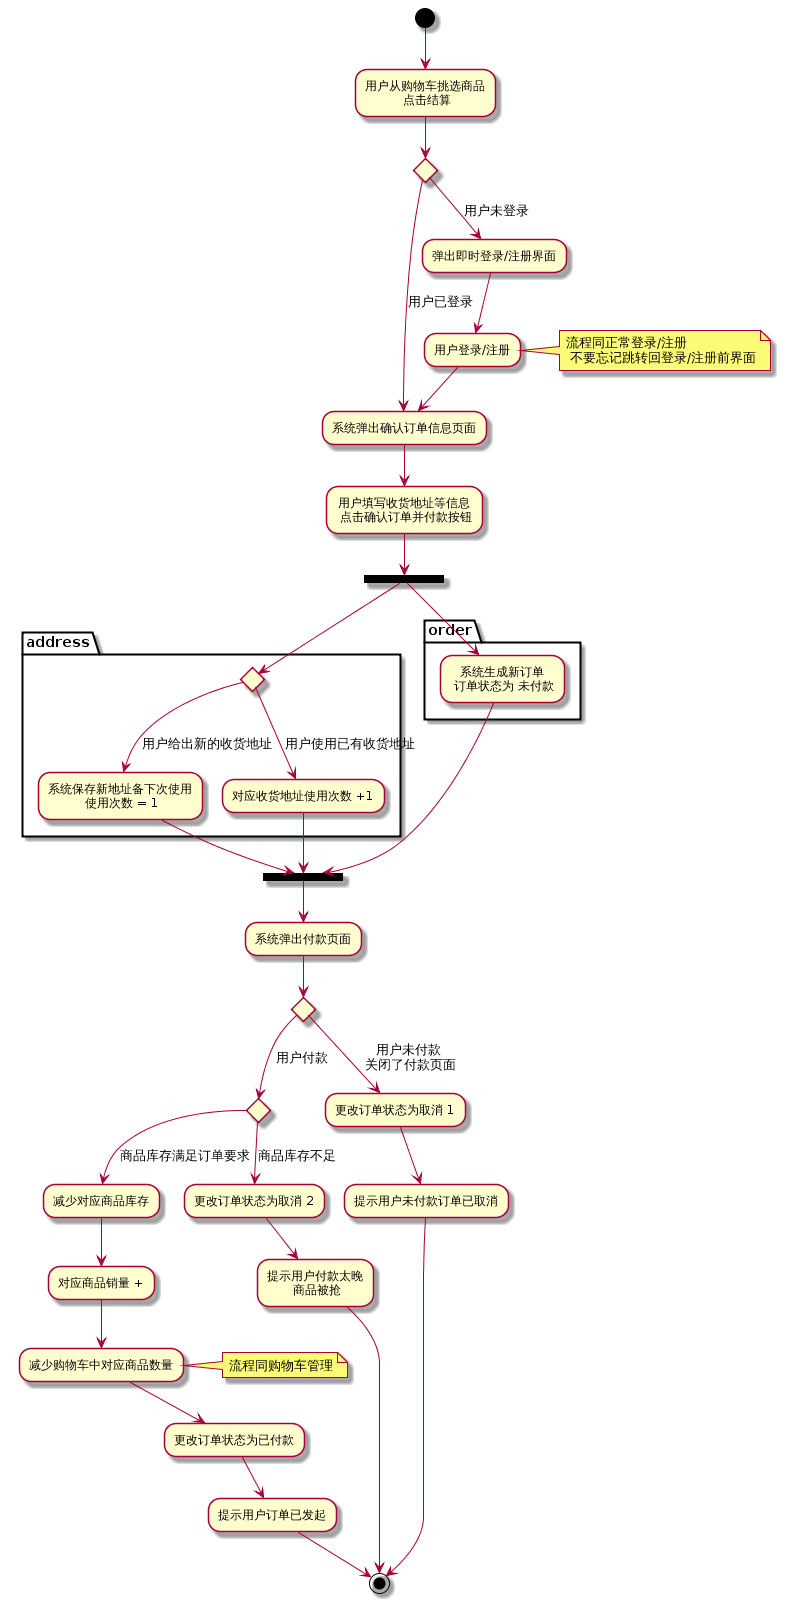 用户从购物车挑选商品
点击结算
用户未登录
弹出即时登录/注册界面
用户已登录
用户登录/注册
流程同正常登录/注册
不要忘记跳转回登录/注册前界面
系统弹出确认订单信息页面
用户填写收货地址等信息
点击确认订单并付款按钮
address
order
系统生成新订单
订单状态为 未付款
用户给出新的收货地址
用户使用已有收货地址
系统保存新地址备下次使用
使用次数 = 1
对应收货地址使用次数 +1
系统弹出付款页面
用户付款
用户未付款
关闭了付款页面
更改订单状态为取消 1
商品库存满足订单要求
商品库存不足
减少对应商品库存
更改订单状态为取消 2
提示用户未付款订单已取消
对应商品销量 +
提示用户付款太晚
商品被抢
减少购物车中对应商品数量
流程同购物车管理
更改订单状态为已付款
提示用户订单已发起